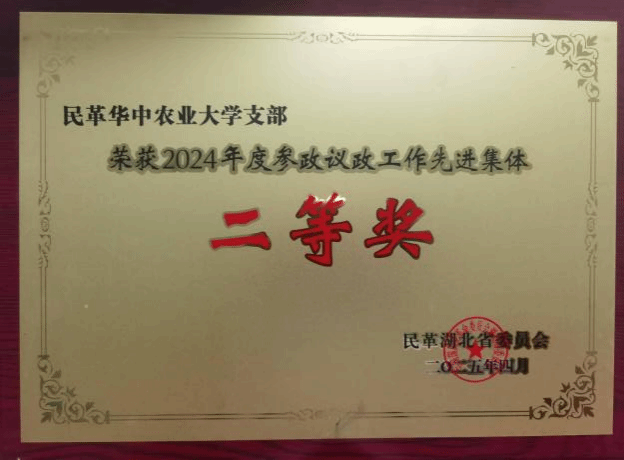 民革华中农业大学支部
荣获2024年度参政议政工作先进集体
二等奖
民革湖北省委员会
二〇二五年四月